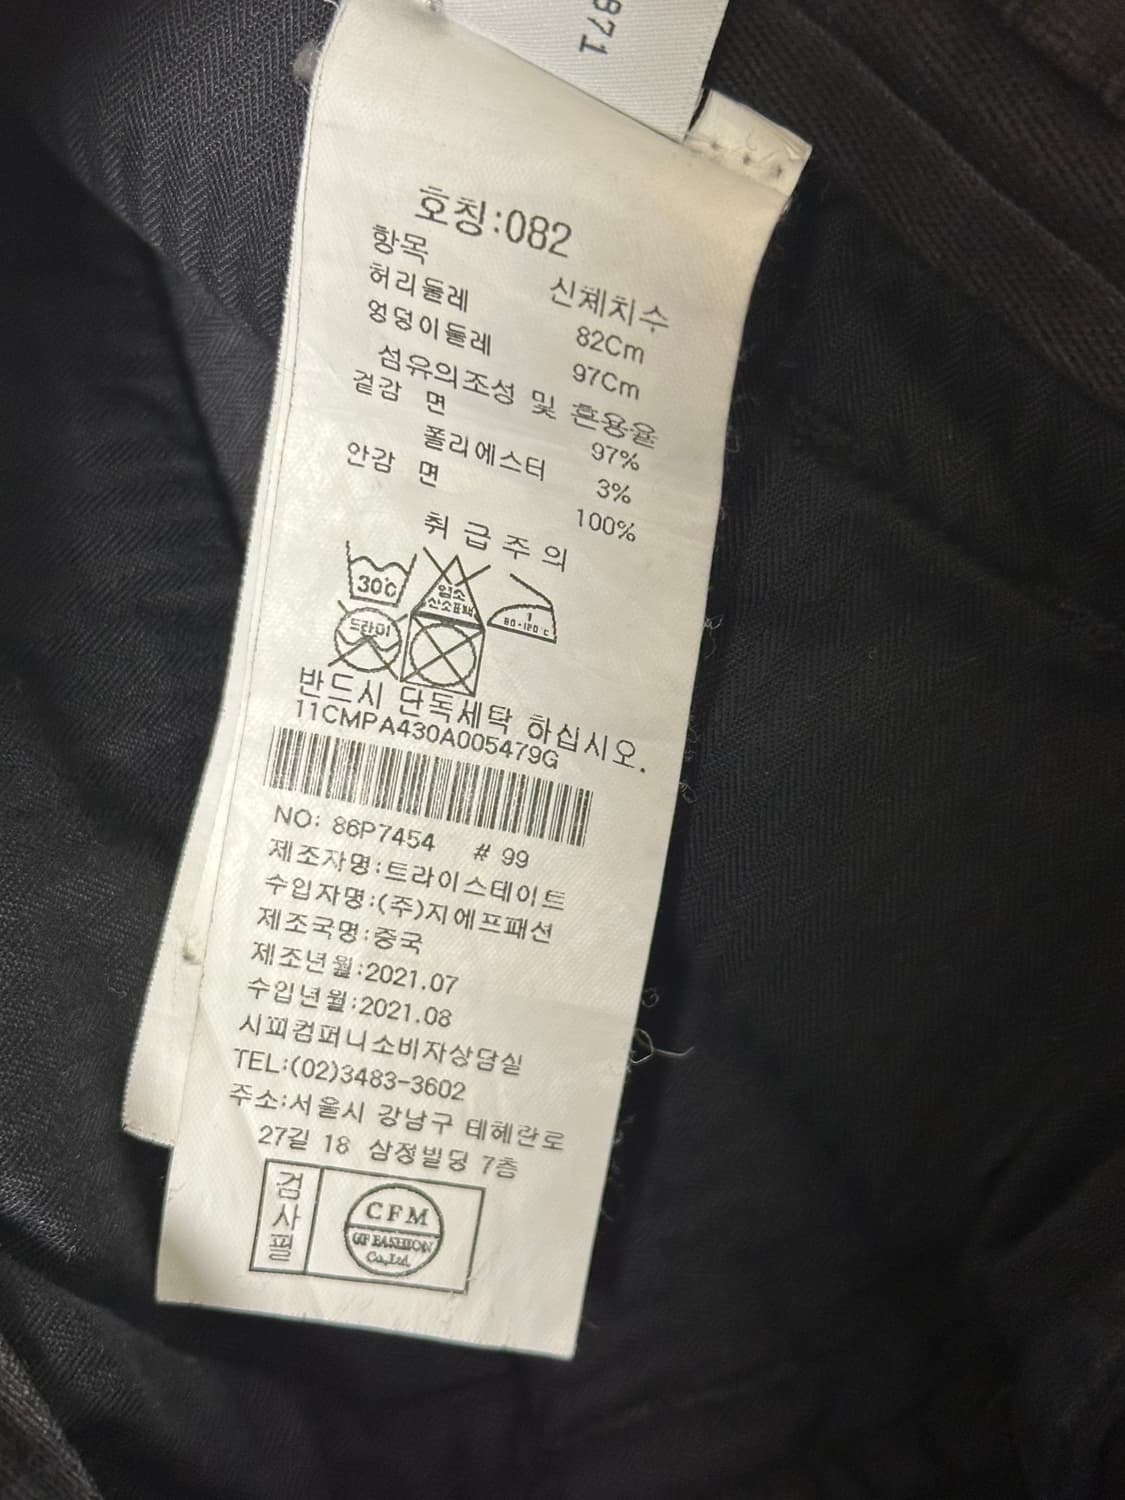 871
호칭:082
항목 신체치수
허리둘레 82Cm
엉덩이둘레 97Cm
섬유의조성 및 혼용율
겉감 면 97%
폴리에스터 3%
안감 면 100%
취급주의
30℃
염소
산소표백
1
80-120℃
드라이
반드시 단독세탁 하십시오.
11CMPA430A005479G
NO: 86P7454 # 99
제조자명:트라이스테이트
수입자명:(주)지에프패션
제조국명:중국
제조년월:2021.07
수입년월:2021.08
시피컴퍼니소비자상담실
TEL:(02)3483-3602
주소:서울시 강남구 테헤란로
27길 18 삼정빌딩 7층
검사필
CFM
GF FASHION
Co.,Ltd.